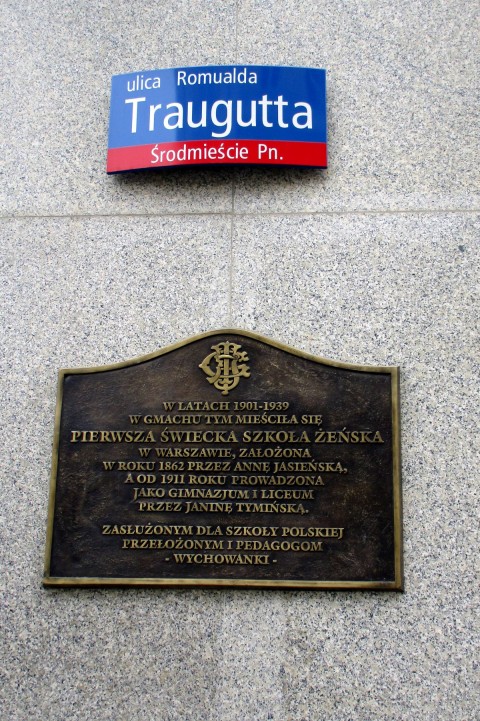 ulica Romualda
Traugutta
Śródmieście Pn.
W LATACH 1901-1939
W GMACHU TYM MIEŚCIŁA SIĘ
PIERWSZA ŚWIECKA SZKOŁA ŻEŃSKA
W WARSZAWIE, ZAŁOŻONA
W ROKU 1862 PRZEZ ANNĘ JASIEŃSKĄ,
A OD 1911 ROKU PROWADZONA
JAKO GIMNAZJUM I LICEUM
PRZEZ JANINĘ TYMIŃSKĄ.
ZASŁUŻONYM DLA SZKOŁY POLSKIEJ
PRZEŁOŻONYM I PEDAGOGOM
- WYCHOWANKI -